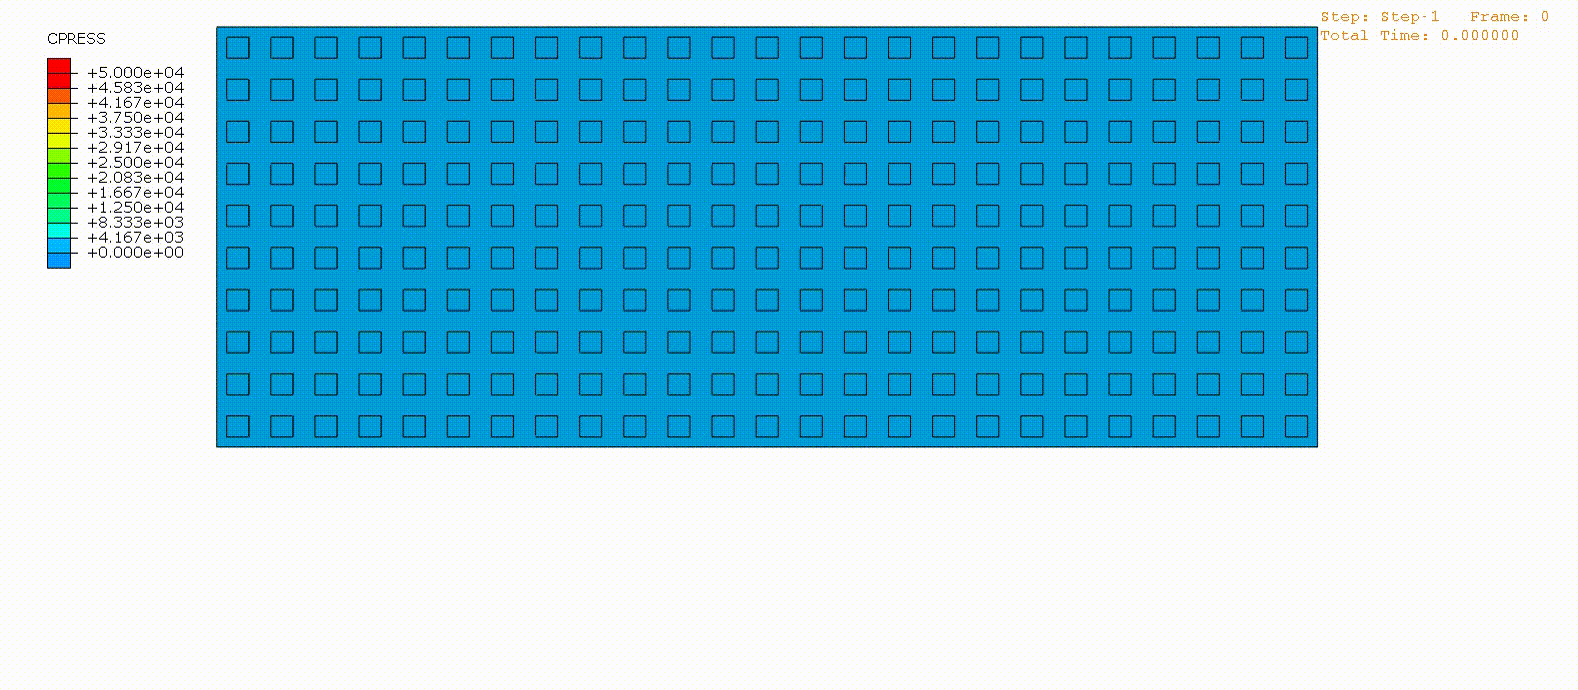 Step: Step-1 Frame: 0
Total Time: 0.000000
CPRESS
+5.000e+04
+4.583e+04
+4.167e+04
+3.750e+04
+3.333e+04
+2.917e+04
+2.500e+04
+2.083e+04
+1.667e+04
+1.250e+04
+8.333e+03
+4.167e+03
+0.000e+00